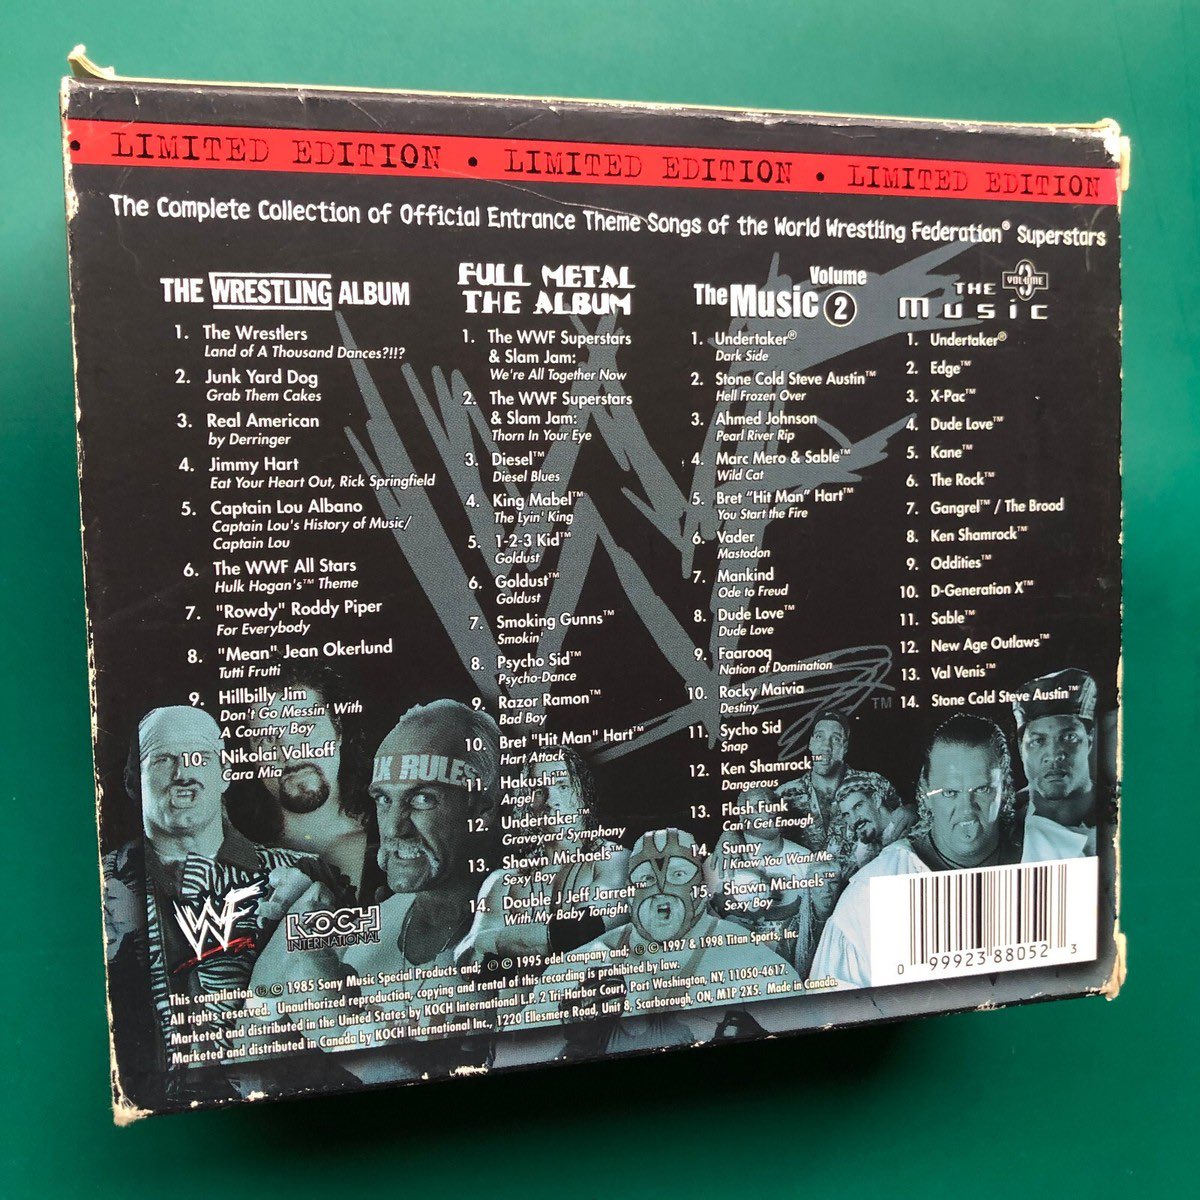 • LIMITED EDITION • LIMITED EDITION • LIMITED EDITION
The Complete Collection of Official Entrance Theme Songs of the World Wrestling Federation® Superstars
THE WRESTLING ALBUM
1. The Wrestlers
Land of A Thousand Dances?!!?
2. Junk Yard Dog
Grab Them Cakes
3. Real American
by Derringer
4. Jimmy Hart
Eat Your Heart Out, Rick Springfield
5. Captain Lou Albano
Captain Lou's History of Music/
Captain Lou
6. The WWF All Stars
Hulk Hogan's™ Theme
7. "Rowdy" Roddy Piper
For Everybody
8. "Mean" Jean Okerlund
Tutti Frutti
9. Hillbilly Jim
Don't Go Messin' With
A Country Boy
10. Nikolai Volkoff
Cara Mia
FULL METAL
THE ALBUM
1. The WWF Superstars
& Slam Jam:
We're All Together Now
2. The WWF Superstars
& Slam Jam:
Thorn In Your Eye
3. Diesel™
Diesel Blues
4. King Mabel™
The Lyin' King
5. 1-2-3 Kid™
Goldust
6. Goldust™
Goldust
7. Smoking Gunns™
Smokin'
8. Psycho Sid™
Psycho-Dance
9. Razor Ramon™
Bad Boy
10. Bret "Hit Man" Hart™
Hart Attack
11. Hakushi™
Angel
12. Undertaker™
Graveyard Symphony
13. Shawn Michaels™
Sexy Boy
14. Double J Jeff Jarrett™
With My Baby Tonight
Volume
The Music 2
1. Undertaker®
Dark Side
2. Stone Cold Steve Austin™
Hell Frozen Over
3. Ahmed Johnson
Pearl River Rip
4. Marc Mero & Sable™
Wild Cat
5. Bret "Hit Man" Hart™
You Start the Fire
6. Vader
Mastodon
7. Mankind
Ode to Freud
8. Dude Love™
Dude Love
9. Faarooq
Nation of Domination
10. Rocky Maivia
Destiny
11. Sycho Sid
Snap
12. Ken Shamrock™
Dangerous
13. Flash Funk
Can't Get Enough
14. Sunny
I Know You Want Me
15. Shawn Michaels™
Sexy Boy
THE VOLUME
MUSIC
1. Undertaker®
2. Edge™
3. X-Pac™
4. Dude Love™
5. Kane™
6. The Rock™
7. Gangrel™ / The Brood
8. Ken Shamrock™
9. Oddities™
10. D-Generation X™
11. Sable™
12. New Age Outlaws™
13. Val Venis™
14. Stone Cold Steve Austin™
TM
LK RULES
WF
KOCH
INTERNATIONAL
0 99923 88052 3
This compilation ℗ © 1985 Sony Music Special Products and; ℗ © 1995 edel company and; ℗ © 1997 & 1998 Titan Sports, Inc.
All rights reserved. Unauthorized reproduction, copying and rental of this recording is prohibited by law.
Marketed and distributed in the United States by KOCH International L.P. 2 Tri-Harbor Court, Port Washington, NY, 11050-4617.
Marketed and distributed in Canada by KOCH International Inc., 1220 Ellesmere Road, Unit 8, Scarborough, ON, M1P 2X5. Made in Canada.